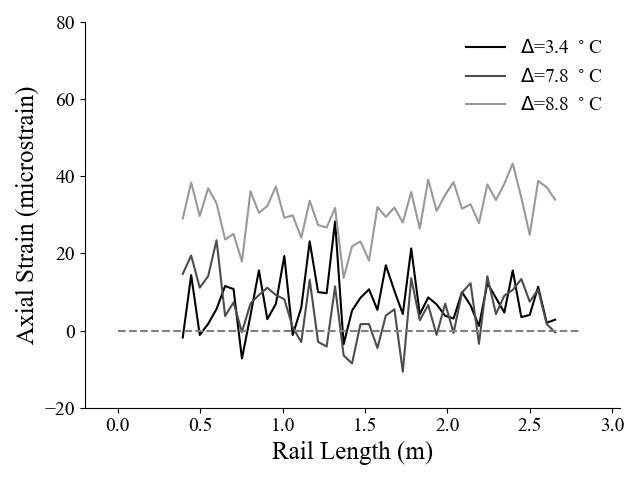 80
60
40
20
0
−20
0.0 0.5 1.0 1.5 2.0 2.5 3.0
Axial Strain (microstrain)
Rail Length (m)
Δ=3.4 °C
Δ=7.8 °C
Δ=8.8 °C